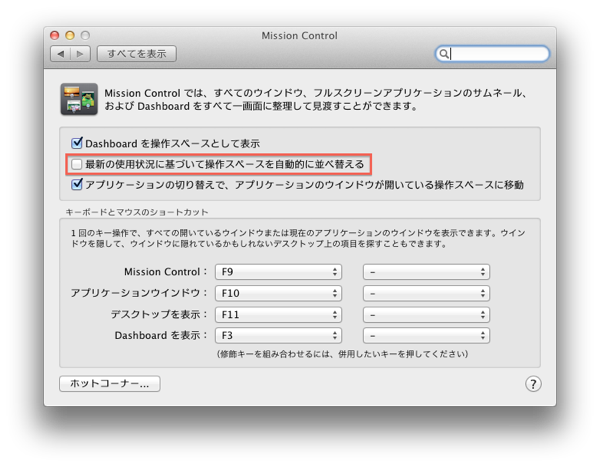 Mission Control
すべてを表示
Mission Control では、すべてのウインドウ、フルスクリーンアプリケーションのサムネール、
および Dashboard をすべて一画面に整理して見渡すことができます。
Dashboard を操作スペースとして表示
最新の使用状況に基づいて操作スペースを自動的に並べ替える
アプリケーションの切り替えで、アプリケーションのウインドウが開いている操作スペースに移動
キーボードとマウスのショートカット
1 回のキー操作で、すべての開いているウインドウまたは現在のアプリケーションのウインドウを表示できます。ウイン
ドウを隠して、ウインドウに隠れているかもしれないデスクトップ上の項目を探すこともできます。
Mission Control： F9 –
アプリケーションウインドウ： F10 –
デスクトップを表示： F11 –
Dashboard を表示： F3 –
（修飾キーを組み合わせるには、併用したいキーを押してください）
ホットコーナー... ?